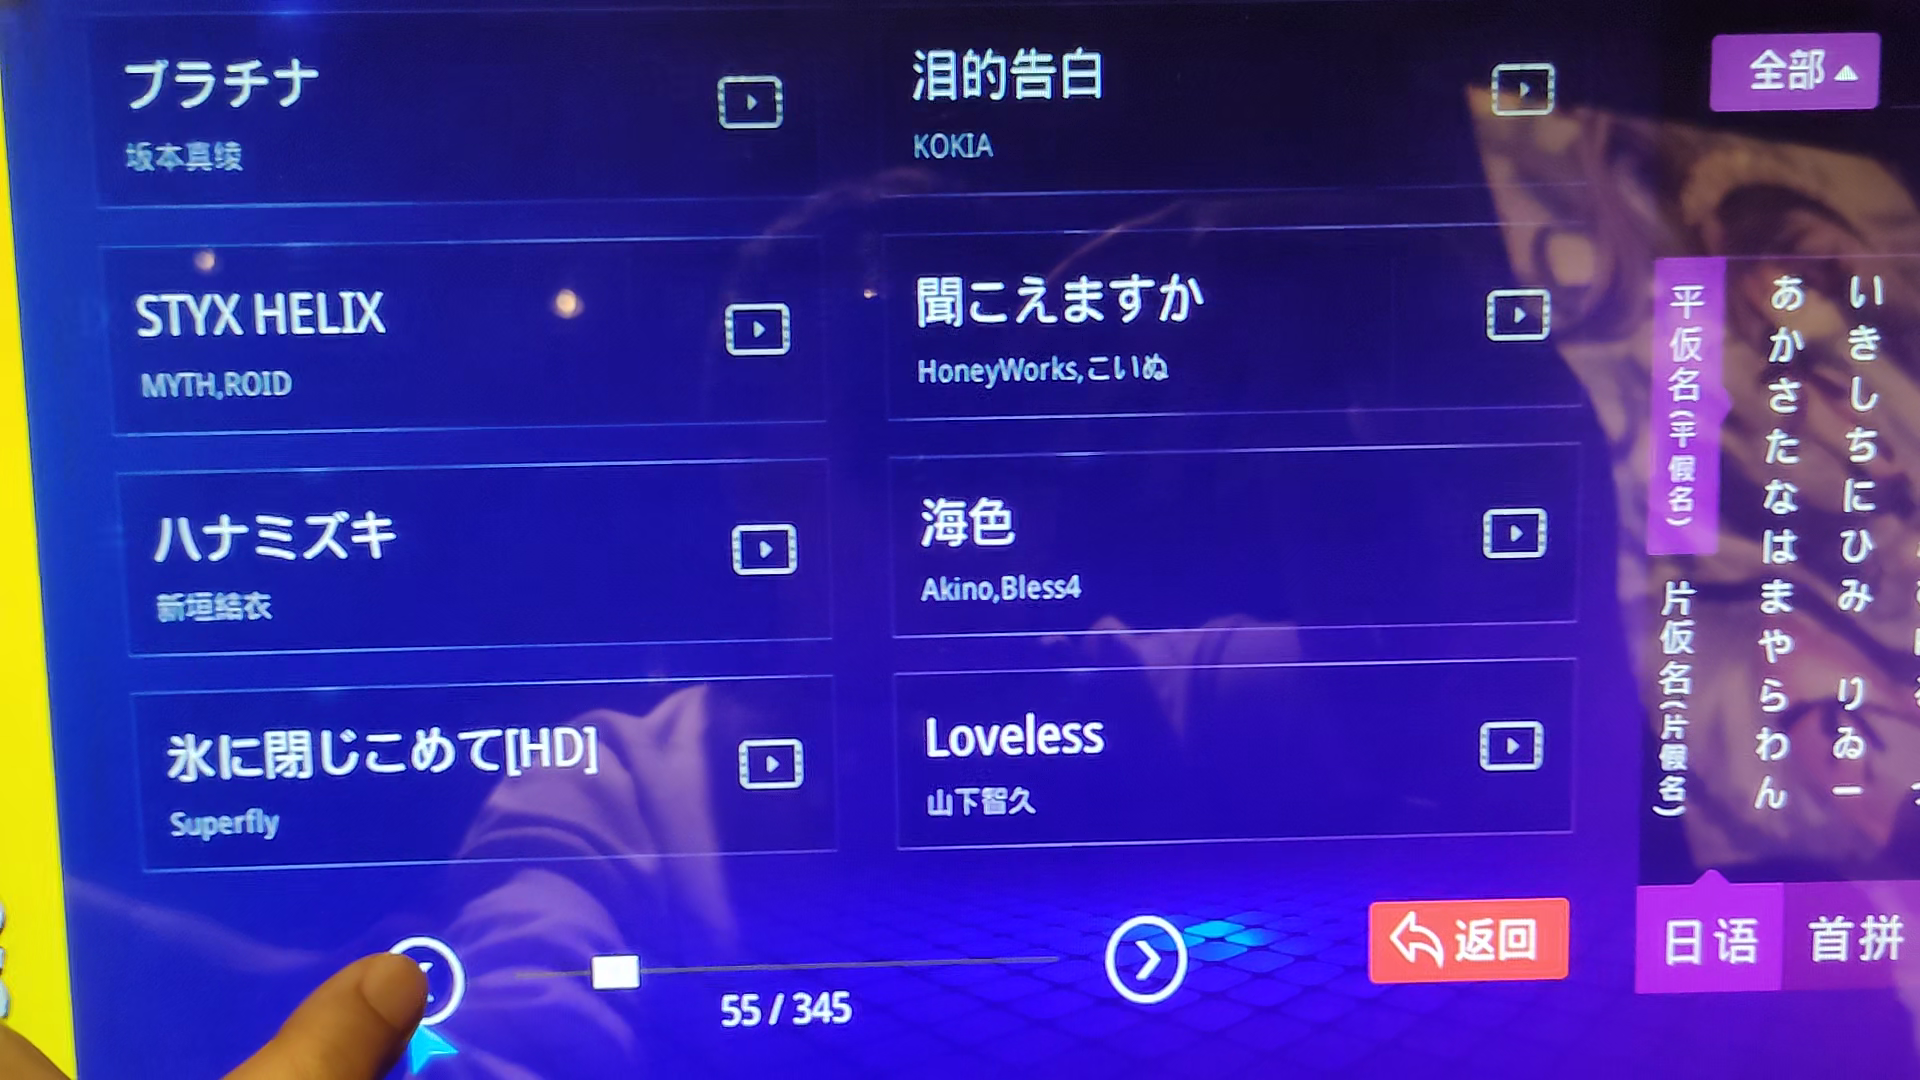 プラチナ
坂本真绫
泪的告白
KOKIA
STYX HELIX
MYTH,ROID
聞こえますか
HoneyWorks,こいぬ
ハナミズキ
新垣結衣
海色
Akino,Bless4
氷に閉じこめて[HD]
Superfly
Loveless
山下智久
55 / 345
返回
全部
平仮名(平假名)
片仮名(片假名)
あかさたなはまやらわん
いきしちにひみ りゐー
日语
首拼